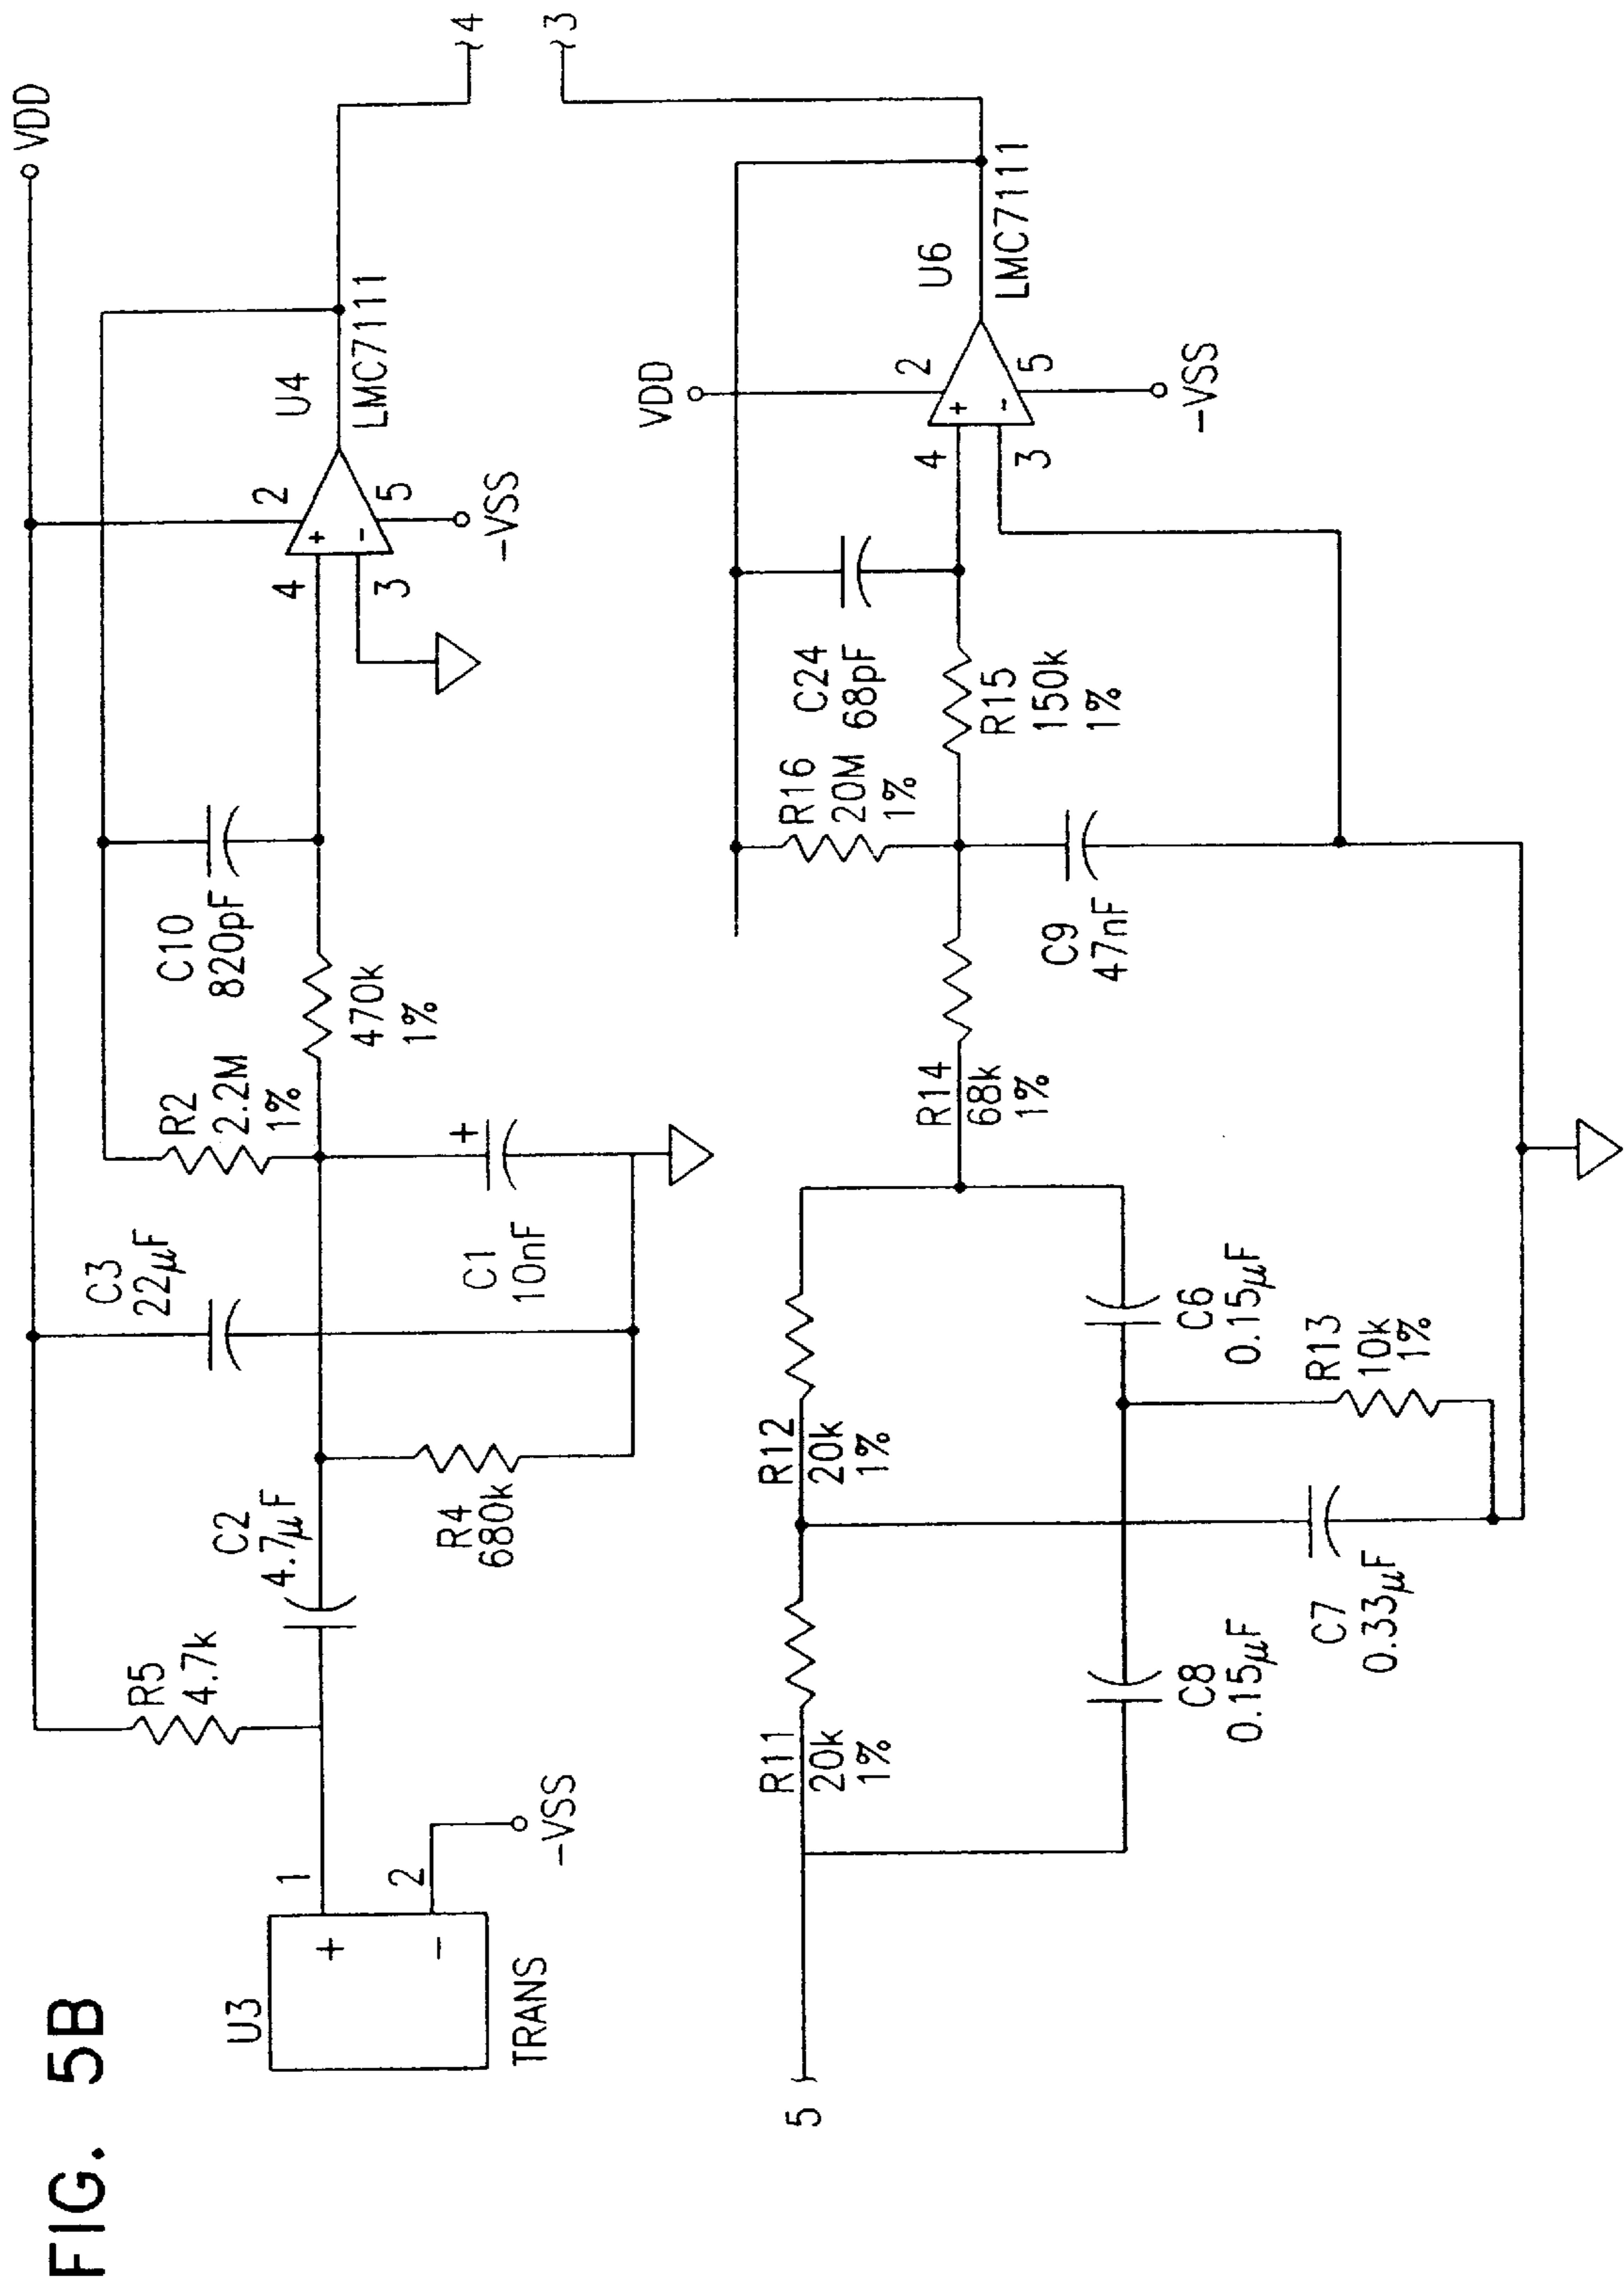 FIG. 5B
VDD
4
3
U4
LMC7111
2
5
-VSS
+
-
4
3
C10
820pF
470k
1%
R2
2.2M
1%
C3
22μF
+
C1
10nF
C2
4.7μF
R4
680k
R5
4.7k
U3
+
-
1
2
-VSS
TRANS
U6
LMC7111
VDD
2
5
-VSS
+
-
4
3
C24
68pF
R15
150k
1%
R16
20M
1%
C9
47nF
R14
68k
1%
C6
0.15μF
R13
10k
1%
R12
20k
1%
C7
0.33μF
C8
0.15μF
R11
20k
1%
5